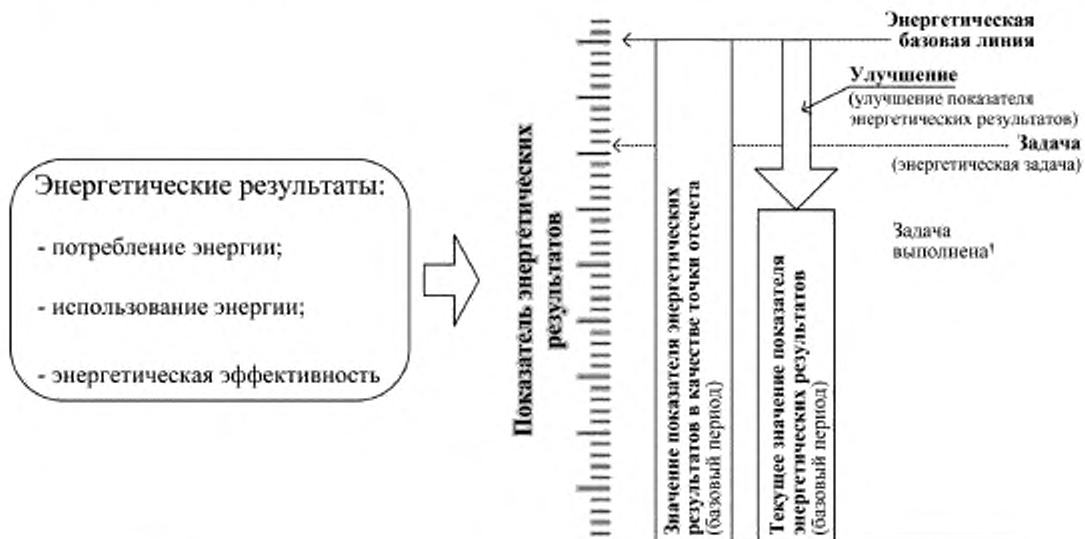 Энергетические результаты:
- потребление энергии;
- использование энергии;
- энергетическая эффективность
Показатель энергетических
результатов
Значение показателя энергетических
результатов в качестве точки отсчета
(базовый период)
Текущее значение показателя
энергетических результатов
(базовый период)
Энергетическая
базовая линия
Улучшение
(улучшение показателя
энергетических результатов)
Задача
(энергетическая задача)
Задача
выполнена¹